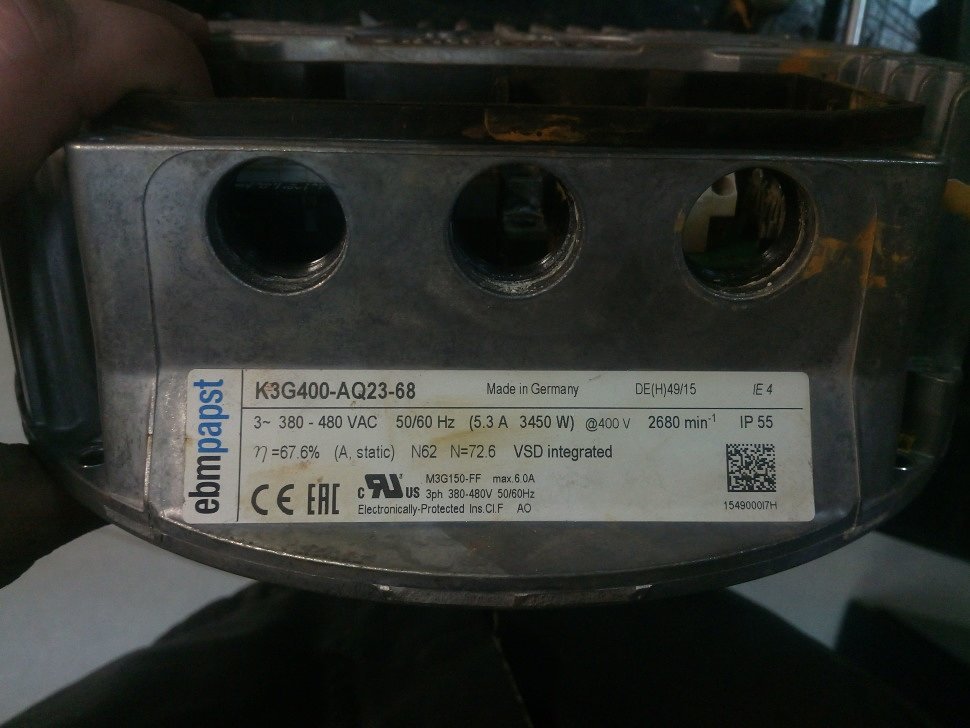 ebmpapst
K3G400-AQ23-68 Made in Germany DE(H)49/15 IE 4
3~ 380 - 480 VAC 50/60 Hz (5.3 A 3450 W) @400 V 2680 min-1 IP 55
η=67.6% (A, static) N62 N=72.6 VSD integrated
CE EAC c RU US M3G150-FF max.6.0A
3ph 380-480V 50/60Hz
Electronically-Protected Ins.Cl.F AO
154900017H